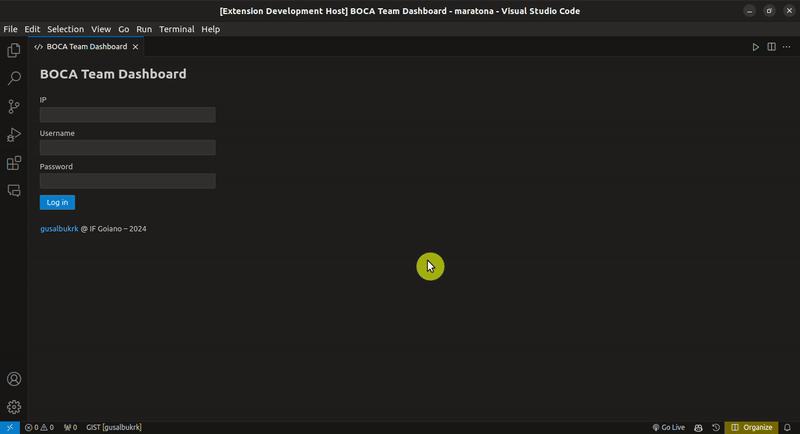 [Extension Development Host] BOCA Team Dashboard - maratona - Visual Studio Code
File Edit Selection View Go Run Terminal Help
BOCA Team Dashboard
BOCA Team Dashboard
IP
Username
Password
Log in
gusalbukrk @ IF Goiano – 2024
0 0 0 GIST [gusalbukrk] Go Live Organize